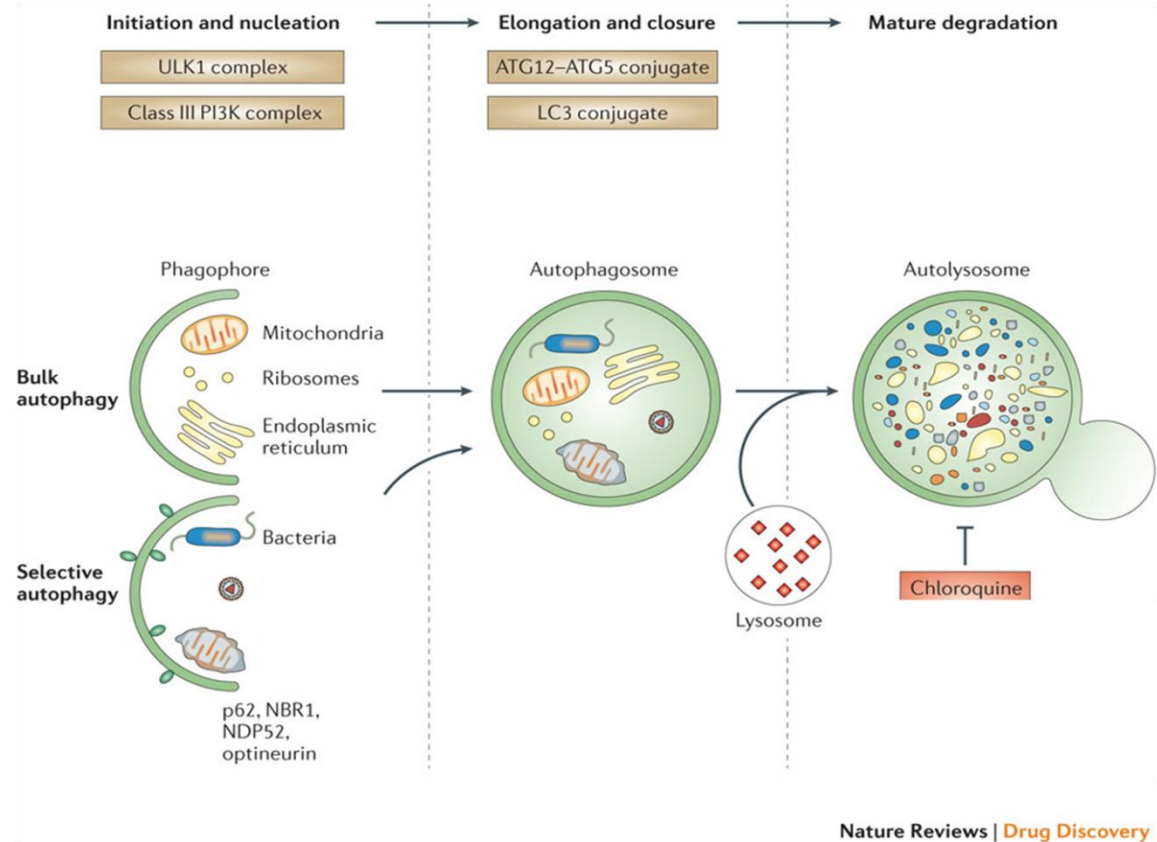 Initiation and nucleation
Elongation and closure
Mature degradation
ULK1 complex
ATG12–ATG5 conjugate
Class III PI3K complex
LC3 conjugate
Phagophore
Autophagosome
Autolysosome
Mitochondria
Bulk
autophagy
Ribosomes
Endoplasmic
reticulum
Bacteria
Selective
autophagy
Chloroquine
Lysosome
p62, NBR1,
NDP52,
optineurin
Nature Reviews | Drug Discovery